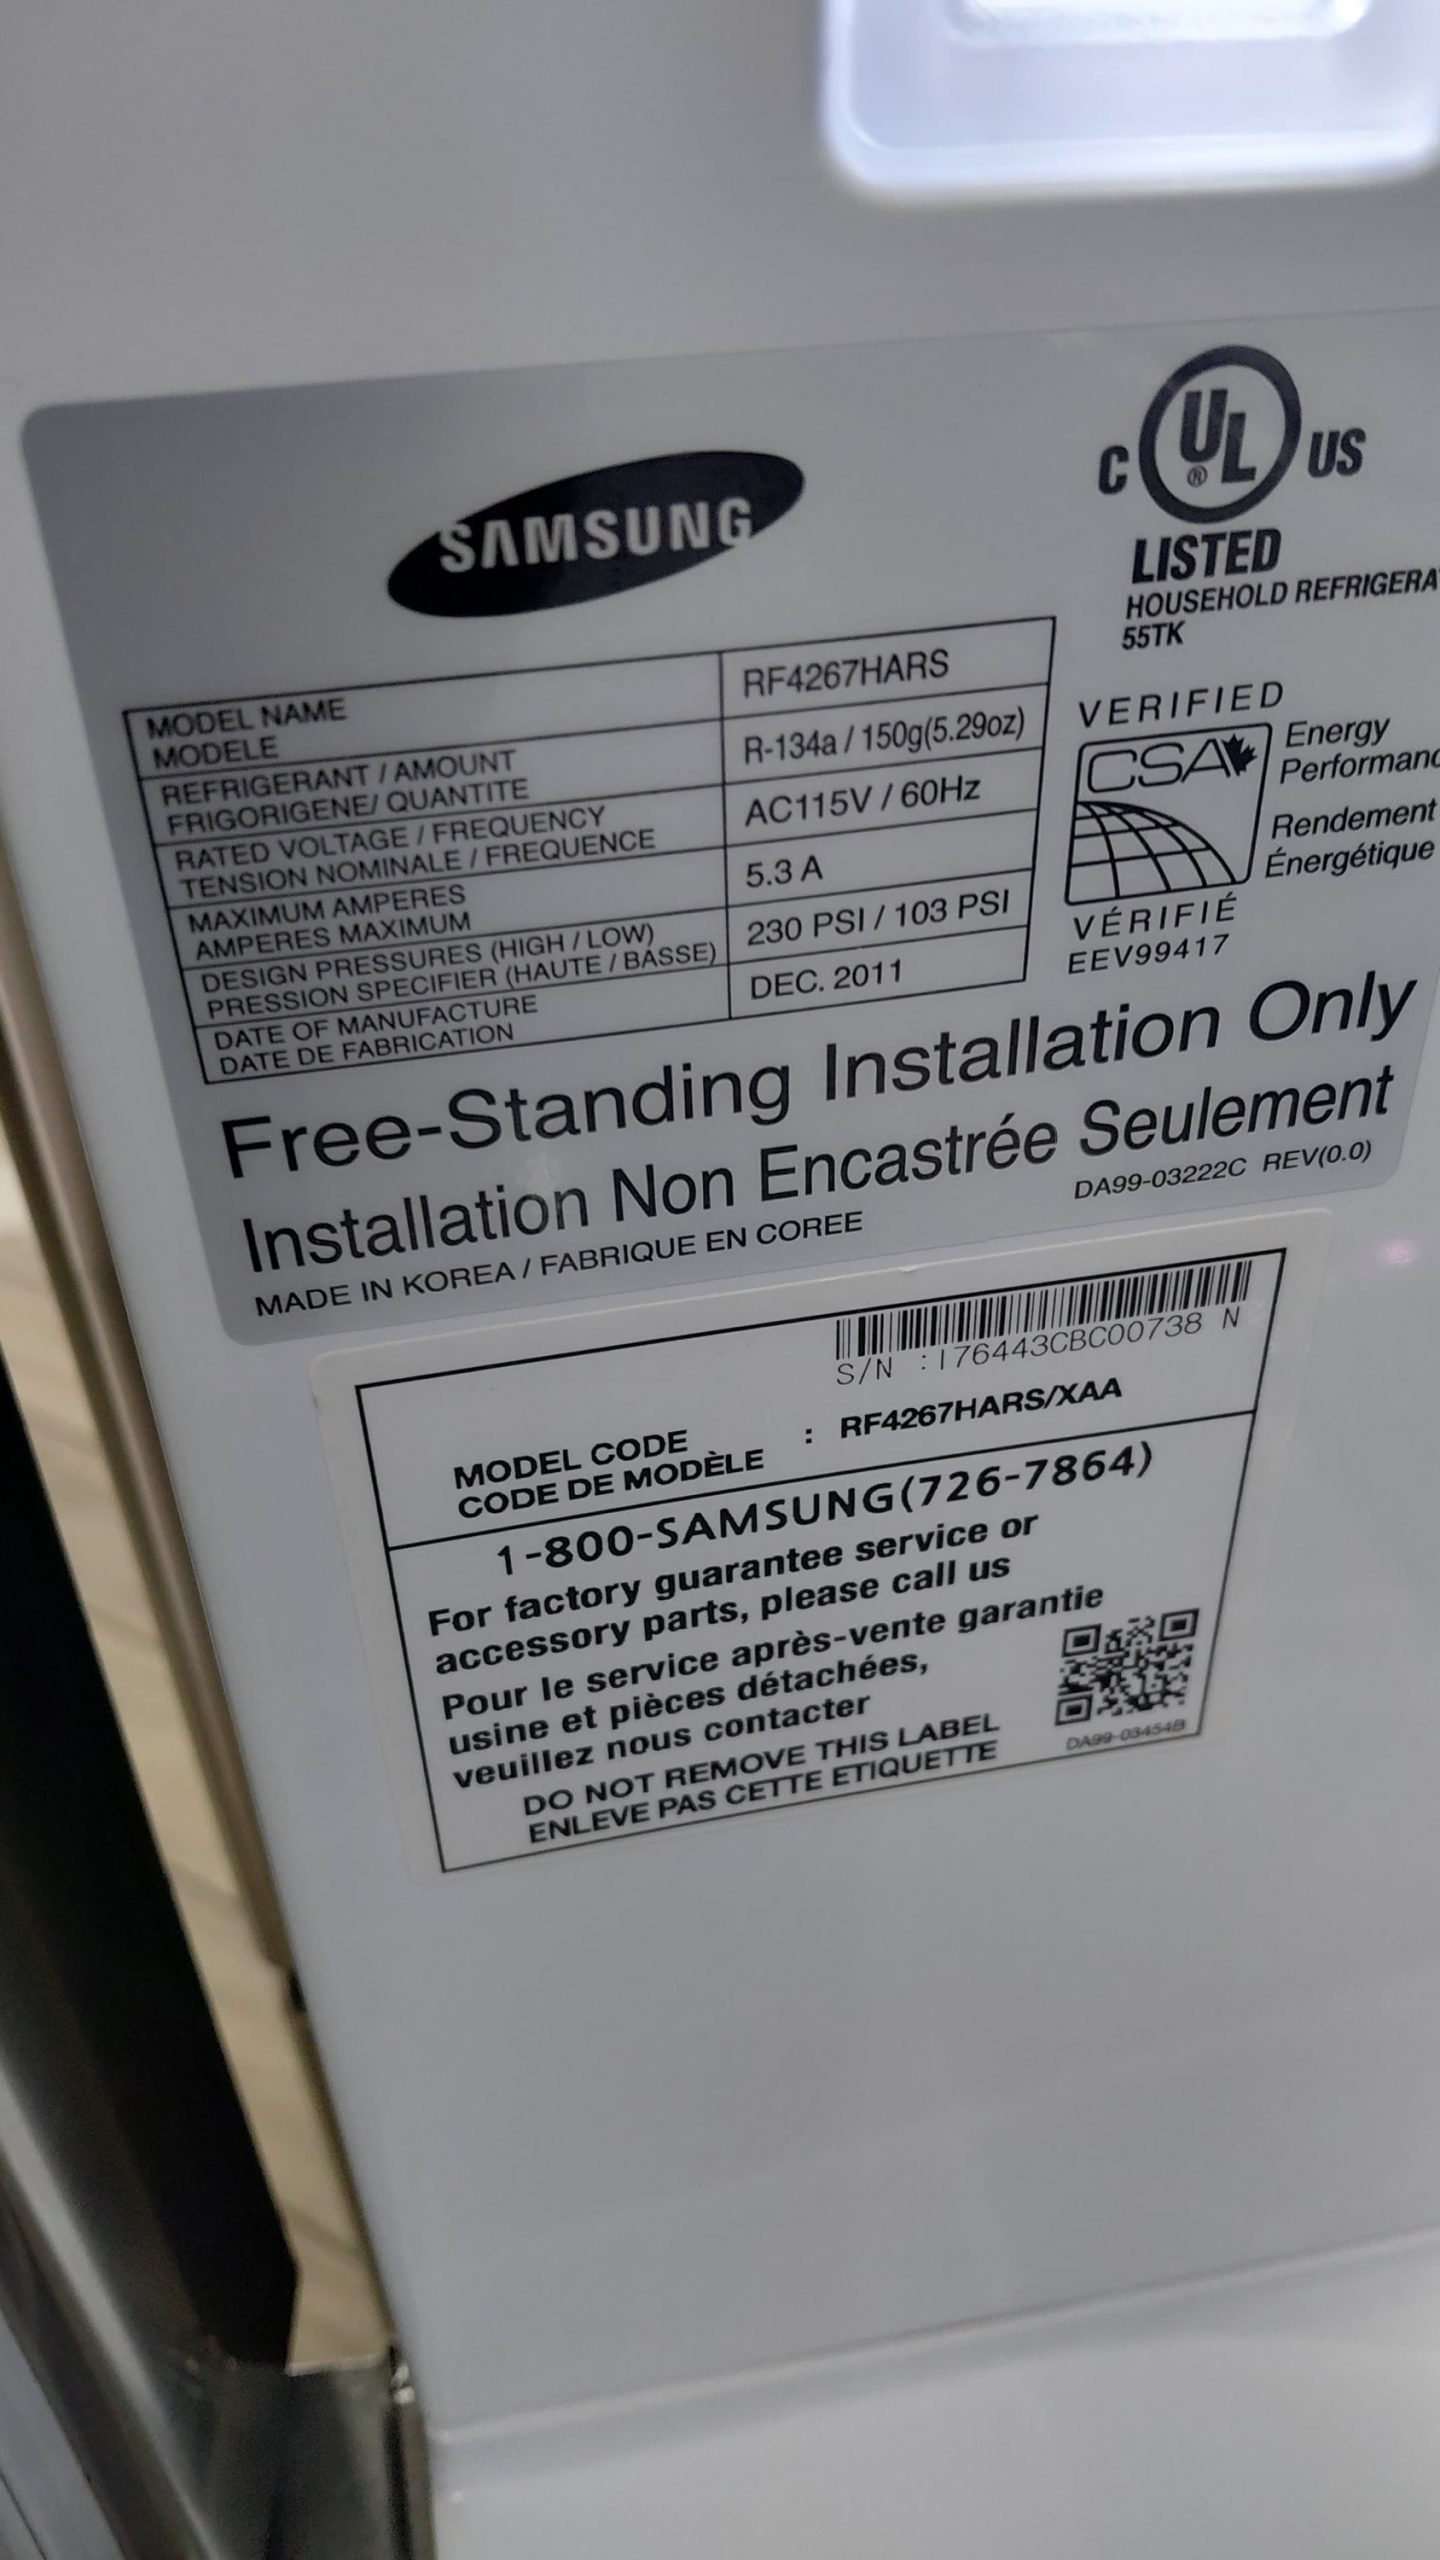 SAMSUNG
C UL ® US
LISTED
HOUSEHOLD
55TK
MODEL NAME
MODELE
RF4267HARS
REFRIGERANT / AMOUNT
FRIGORIGENE/ QUANTITE
R-134a / 150g(5.29oz)
RATED VOLTAGE / FREQUENCY
TENSION NOMINALE / FREQUENCE
AC115V / 60Hz
MAXIMUM AMPERES
AMPERES MAXIMUM
5.3 A
DESIGN PRESSURES (HIGH / LOW)
PRESSION SPECIFIER (HAUTE / BASSE)
230 PSI / 103 PSI
DATE OF MANUFACTURE
DATE DE FABRICATION
DEC. 2011
VERIFIED
CSA
Energy
Rendement
Énergétique
VÉRIFIÉ
EEV99417
Free-Standing Installation Only
Installation Non Encastrée Seulement
DA99-03222C REV(0.0)
MADE IN KOREA / FABRIQUE EN COREE
S/N : I76443CBC00738 N
MODEL CODE
CODE DE MODÈLE
: RF4267HARS/XAA
1-800-SAMSUNG(726-7864)
For factory guarantee service or
accessory parts, please call us
Pour le service après-vente garantie
usine et pièces détachées,
veuillez nous contacter
DO NOT REMOVE THIS LABEL
ENLEVE PAS CETTE ETIQUETTE
DA99-03454B